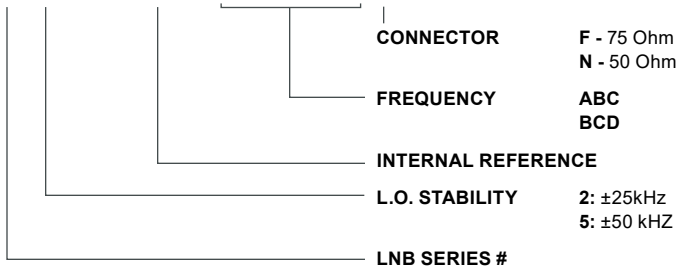 CONNECTOR F - 75 Ohm
N - 50 Ohm
FREQUENCY ABC
BCD
INTERNAL REFERENCE
L.O. STABILITY 2: ±25kHz
5: ±50 kHZ
LNB SERIES #